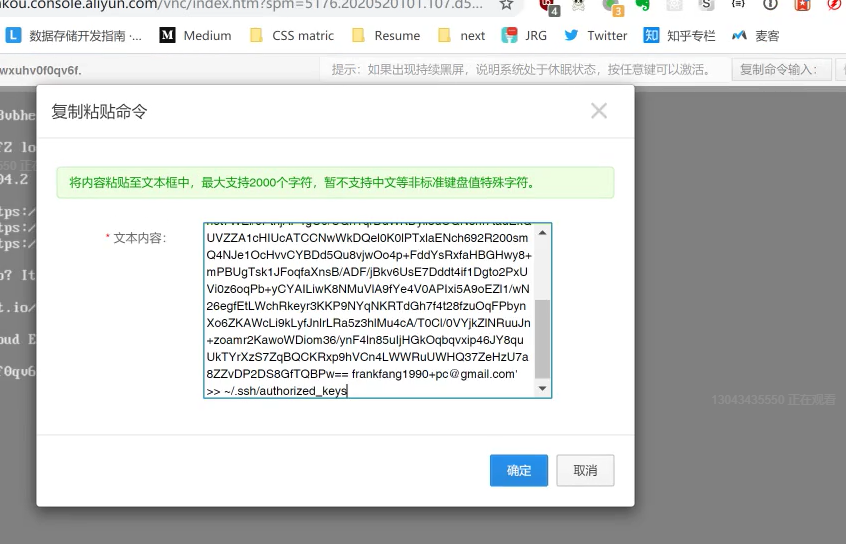 kou.console.aliyun.com/vnc/index.htm?spm=5176.2020520101.107.d5...
4
3
L 数据存储开发指南 ·...
M Medium
CSS matric
Resume
next
JRG
Twitter
知 知乎专栏
麦客
wxuhv0f0qv6f.
提示：如果出现持续黑屏，说明系统处于休眠状态，按任意键可以激活。
复制命令输入：
复制粘贴命令
将内容粘贴至文本框中，最大支持2000个字符，暂不支持中文等非标准键盘值特殊字符。
* 文本内容：
UVZZA1cHIUcATCCNwWkDQeI0K0lPTxlaENch692R200sm
Q4NJe1OcHvvCYBDd5Qu8vjwOo4p+FddYsRxfaHBGHwy8+
mPBUgTsk1JFoqfaXnsB/ADF/jBkv6UsE7Dddt4if1Dgto2PxU
Vi0z6oqPb+yCYAILiwK8NMuVlA9fYe4V0APIxi5A9oEZl1/wN
26egfEtLWchRkeyr3KKP9NYqNKRTdGh7f4t28fzuOqFPbyn
Xo6ZKAWcLi9kLyfJnlrLRa5z3hlMu4cA/T0Cl/0VYjkZlNRuuJn
+zoamr2KawoWDiom36/ynF4ln85uIjHGkOqbqvxip46JY8qu
UkTYrXzS7ZqBQCKRxp9hVCn4LWWRuUWHQ37ZeHzU7a
8ZZvDP2DS8GfTQBPw== frankfang1990+pc@gmail.com'
>> ~/.ssh/authorized_keys
确定
取消
13043435550 正在观看